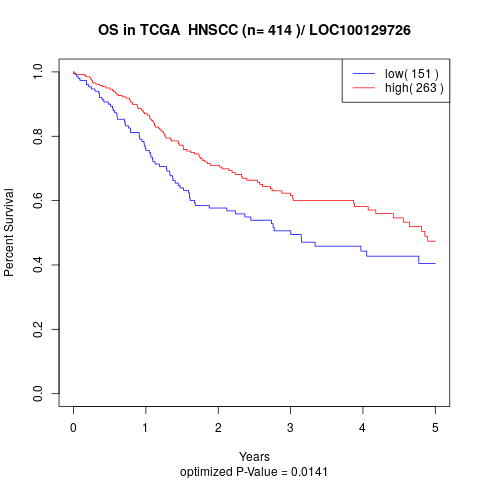 OS in TCGA  HNSCC (n= 414 )/ LOC100129726
low( 151 )
high( 263 )
Percent Survival
1.0
0.8
0.6
0.4
0.2
0.0
0 1 2 3 4 5
Years
optimized P-Value = 0.0141